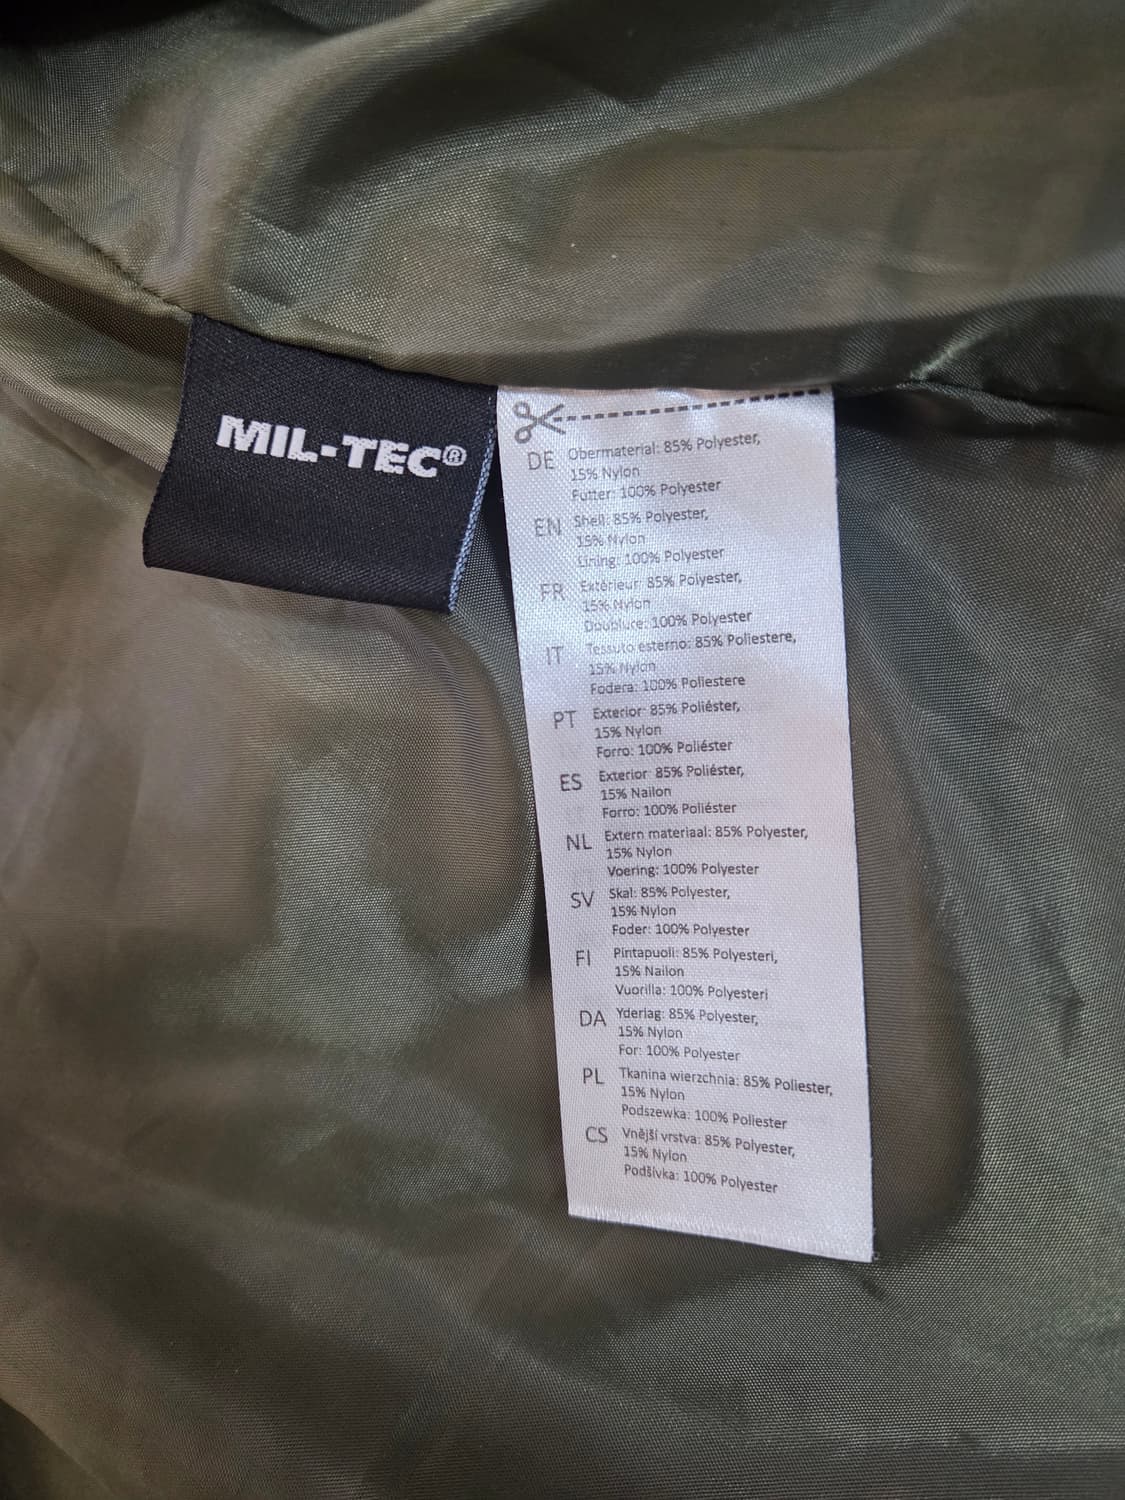 MIL-TEC®
DE Obermaterial: 85% Polyester,
15% Nylon
Futter: 100% Polyester
EN Shell: 85% Polyester,
15% Nylon
Lining: 100% Polyester
FR Extérieur: 85% Polyester,
15% Nylon
Doublure: 100% Polyester
IT Tessuto esterno: 85% Poliestere,
15% Nylon
Fodera: 100% Poliestere
PT Exterior: 85% Poliéster,
15% Nylon
Forro: 100% Poliéster
ES Exterior: 85% Poliéster,
15% Nailon
Forro: 100% Poliéster
NL Extern materiaal: 85% Polyester,
15% Nylon
Voering: 100% Polyester
SV Skal: 85% Polyester,
15% Nylon
Foder: 100% Polyester
FI Pintapuoli: 85% Polyesteri,
15% Nailon
Vuorilla: 100% Polyesteri
DA Yderlag: 85% Polyester,
15% Nylon
For: 100% Polyester
PL Tkanina wierzchnia: 85% Poliester,
15% Nylon
Podszewka: 100% Poliester
CS Vnější vrstva: 85% Polyester,
15% Nylon
Podšívka: 100% Polyester